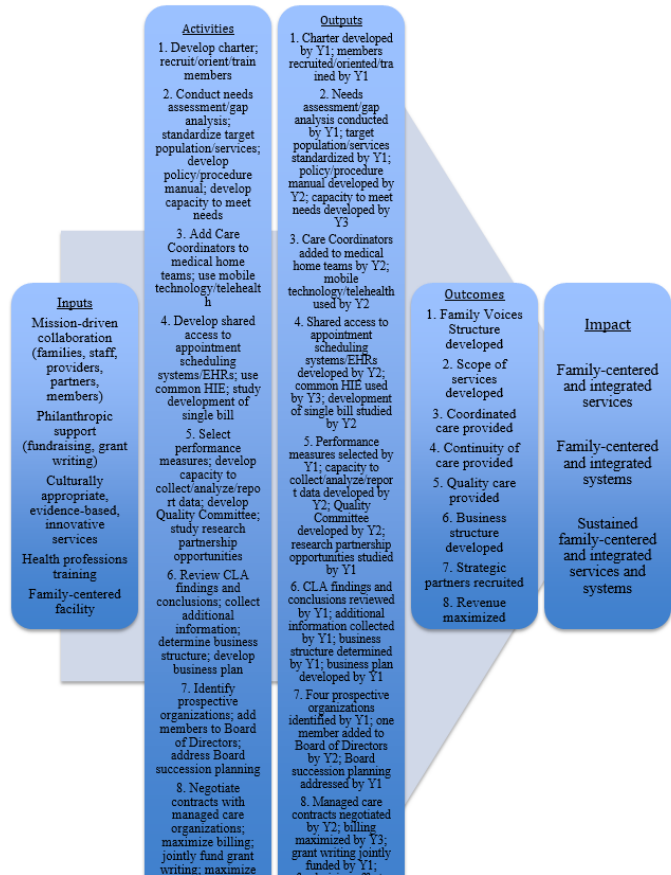 Inputs
Mission-driven
collaboration
(families, staff,
providers,
partners,
members)
Philanthropic
support
(fundraising, grant
writing)
Culturally
appropriate,
evidence-based,
innovative
services
Health professions
training
Family-centered
facility
Activities
1. Develop charter;
recruit/orient/train
members
2. Conduct needs
assessment/gap
analysis;
standardize target
population/services;
develop
policy/procedure
manual; develop
capacity to meet
needs
3. Add Care
Coordinators to
medical home
teams; use mobile
technology/telehealt
h
4. Develop shared
access to
appointment
scheduling
systems/EHRs; use
common HIE; study
development of
single bill
5. Select
performance
measures; develop
capacity to
collect/analyze/repo
rt data; develop
Quality Committee;
study research
partnership
opportunities
6. Review CLA
findings and
conclusions; collect
additional
information;
determine business
structure; develop
business plan
7. Identify
prospective
organizations; add
members to Board
of Directors;
address Board
succession planning
8. Negotiate
contracts with
managed care
organizations;
maximize billing;
jointly fund grant
writing; maximize
Outputs
1. Charter developed
by Y1; members
recruited/oriented/tra
ined by Y1
2. Needs
assessment/gap
analysis conducted
by Y1; target
population/services
standardized by Y1;
policy/procedure
manual developed by
Y2; capacity to meet
needs developed by
Y3
3. Care Coordinators
added to medical
home teams by Y2;
mobile
technology/telehealth
used by Y2
4. Shared access to
appointment
scheduling
systems/EHRs
developed by Y2;
common HIE used
by Y3; development
of single bill studied
by Y2
5. Performance
measures selected by
Y1; capacity to
collect/analyze/repor
t data developed by
Y2; Quality
Committee
developed by Y2;
research partnership
opportunities studied
by Y1
6. CLA findings and
conclusions reviewed
by Y1; additional
information collected
by Y1; business
structure determined
by Y1; business plan
developed by Y1
7. Four prospective
organizations
identified by Y1; one
member added to
Board of Directors
by Y2; Board
succession planning
addressed by Y1
8. Managed care
contracts negotiated
by Y2; billing
maximized by Y3;
grant writing jointly
funded by Y1;
Outcomes
1. Family Voices
Structure
developed
2. Scope of
services developed
3. Coordinated
care provided
4. Continuity of
care provided
5. Quality care
provided
6. Business
structure
developed
7. Strategic
partners recruited
8. Revenue
maximized
Impact
Family-centered
and integrated
services
Family-centered
and integrated
systems
Sustained
family-centered
and integrated
services and
systems